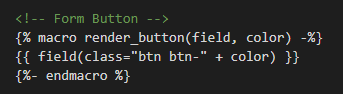 <!-- Form Button -->
{% macro render_button(field, color) -%}
{{ field(class="btn btn-" + color) }}
{%- endmacro %}